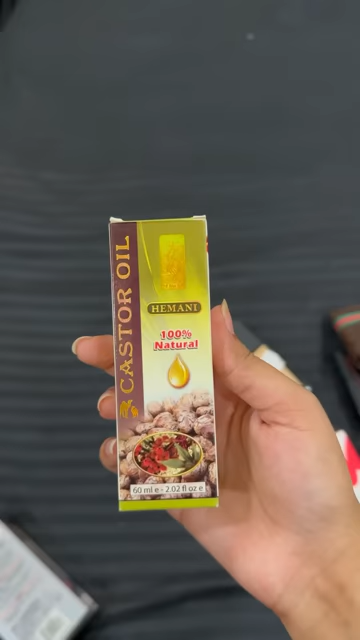 CASTOR OIL
HEMANI
100%
Natural
60 ml e - 2.02 fl oz e